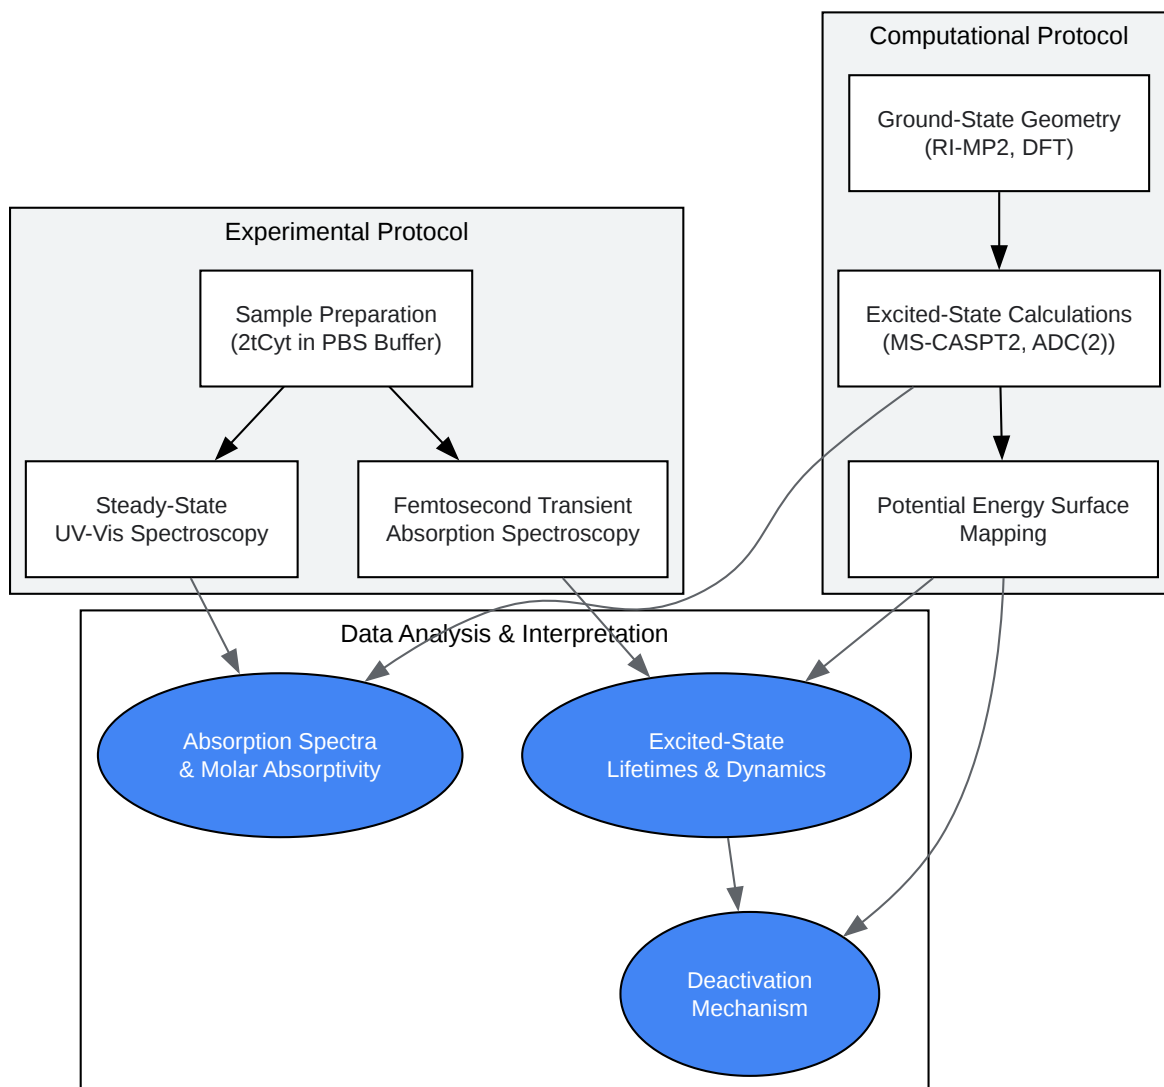 Computational Protocol
Ground-State Geometry
(RI-MP2, DFT)
Experimental Protocol
Sample Preparation
(2tCyt in PBS Buffer)
Excited-State Calculations
(MS-CASPT2, ADC(2))
Steady-State
UV-Vis Spectroscopy
Femtosecond Transient
Absorption Spectroscopy
Potential Energy Surface
Mapping
Data Analysis & Interpretation
Absorption Spectra
& Molar Absorptivity
Excited-State
Lifetimes & Dynamics
Deactivation
Mechanism